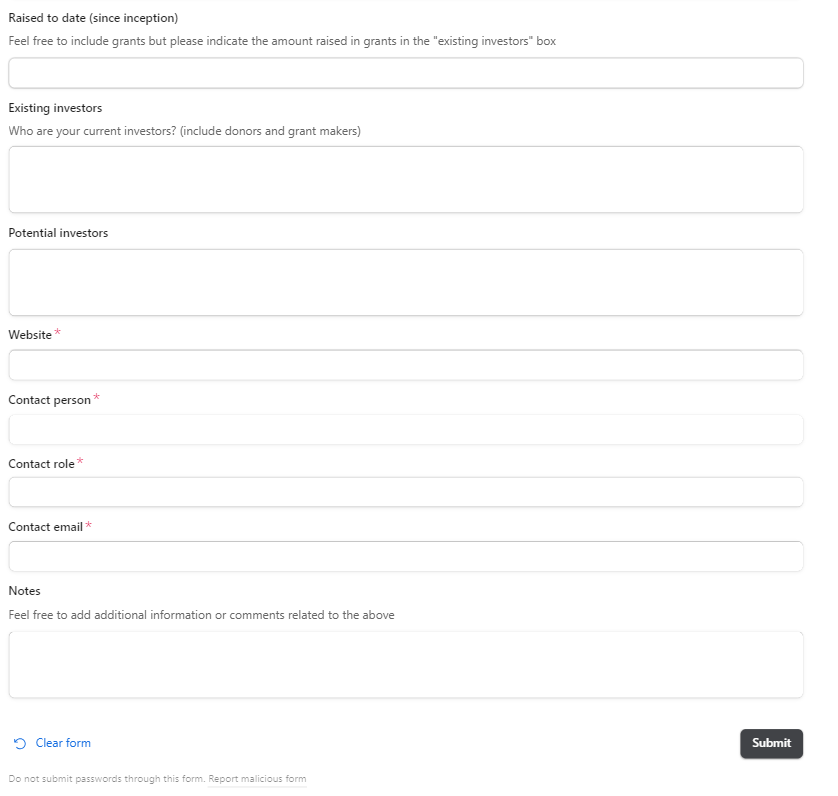 Raised to date (since inception)
Feel free to include grants but please indicate the amount raised in grants in the "existing investors" box
Existing investors
Who are your current investors? (include donors and grant makers)
Potential investors
Website *
Contact person *
Contact role *
Contact email *
Notes
Feel free to add additional information or comments related to the above
Clear form
Submit
Do not submit passwords through this form. Report malicious form